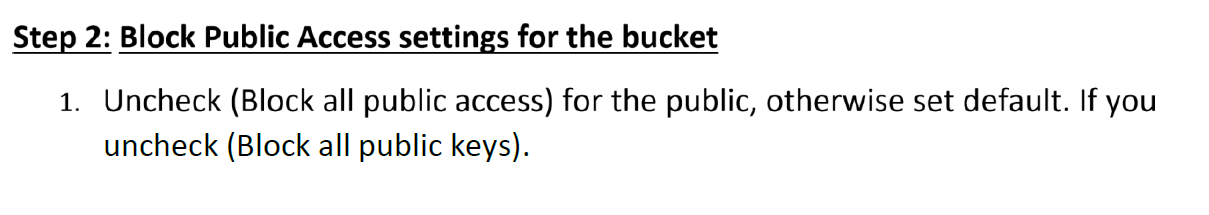 Step 2: Block Public Access settings for the bucket
1. Uncheck (Block all public access) for the public, otherwise set default. If you
uncheck (Block all public keys).